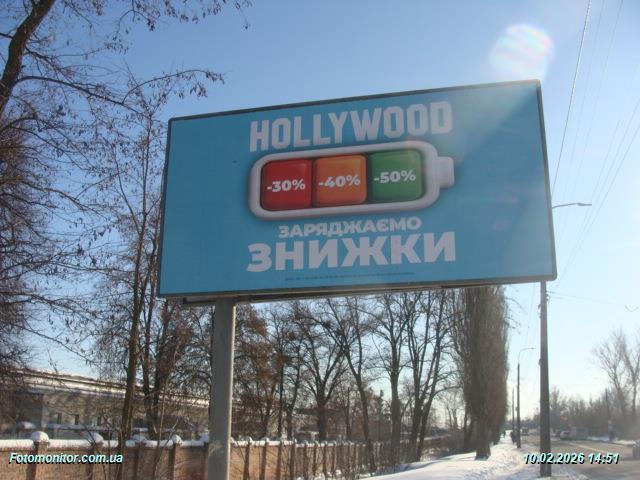 HOLLYWOOD
-30% -40% -50%
ЗАРЯДЖАЄМО
ЗНИЖКИ
Fotomonitor.com.ua
10.02.2026 14:51